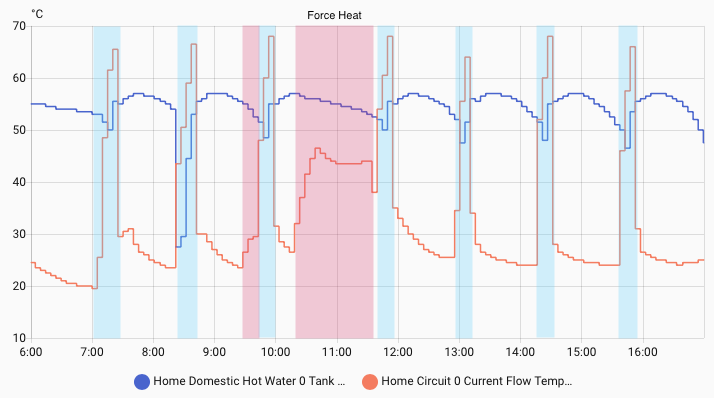 °C
Force Heat
70
60
50
40
30
20
10
6:00 7:00 8:00 9:00 10:00 11:00 12:00 13:00 14:00 15:00 16:00
Home Domestic Hot Water 0 Tank ... Home Circuit 0 Current Flow Temp...